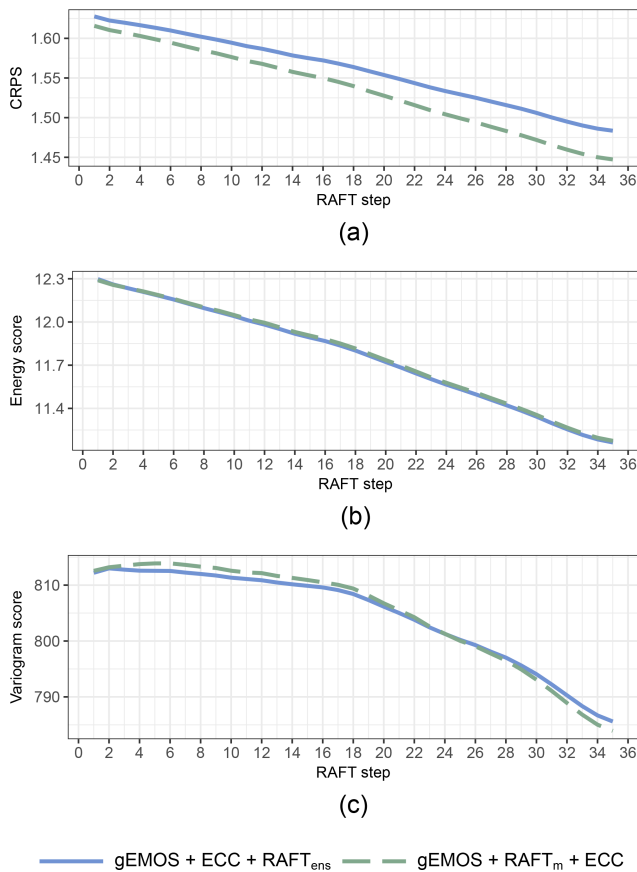 CRPS
1.60
1.55
1.50
1.45
0 2 4 6 8 10 12 14 16 18 20 22 24 26 28 30 32 34 36
RAFT step
(a)
Energy score
12.3
12.0
11.7
11.4
0 2 4 6 8 10 12 14 16 18 20 22 24 26 28 30 32 34 36
RAFT step
(b)
Variogram score
810
800
790
0 2 4 6 8 10 12 14 16 18 20 22 24 26 28 30 32 34 36
RAFT step
(c)
gEMOS + ECC + RAFTens gEMOS + RAFTm + ECC